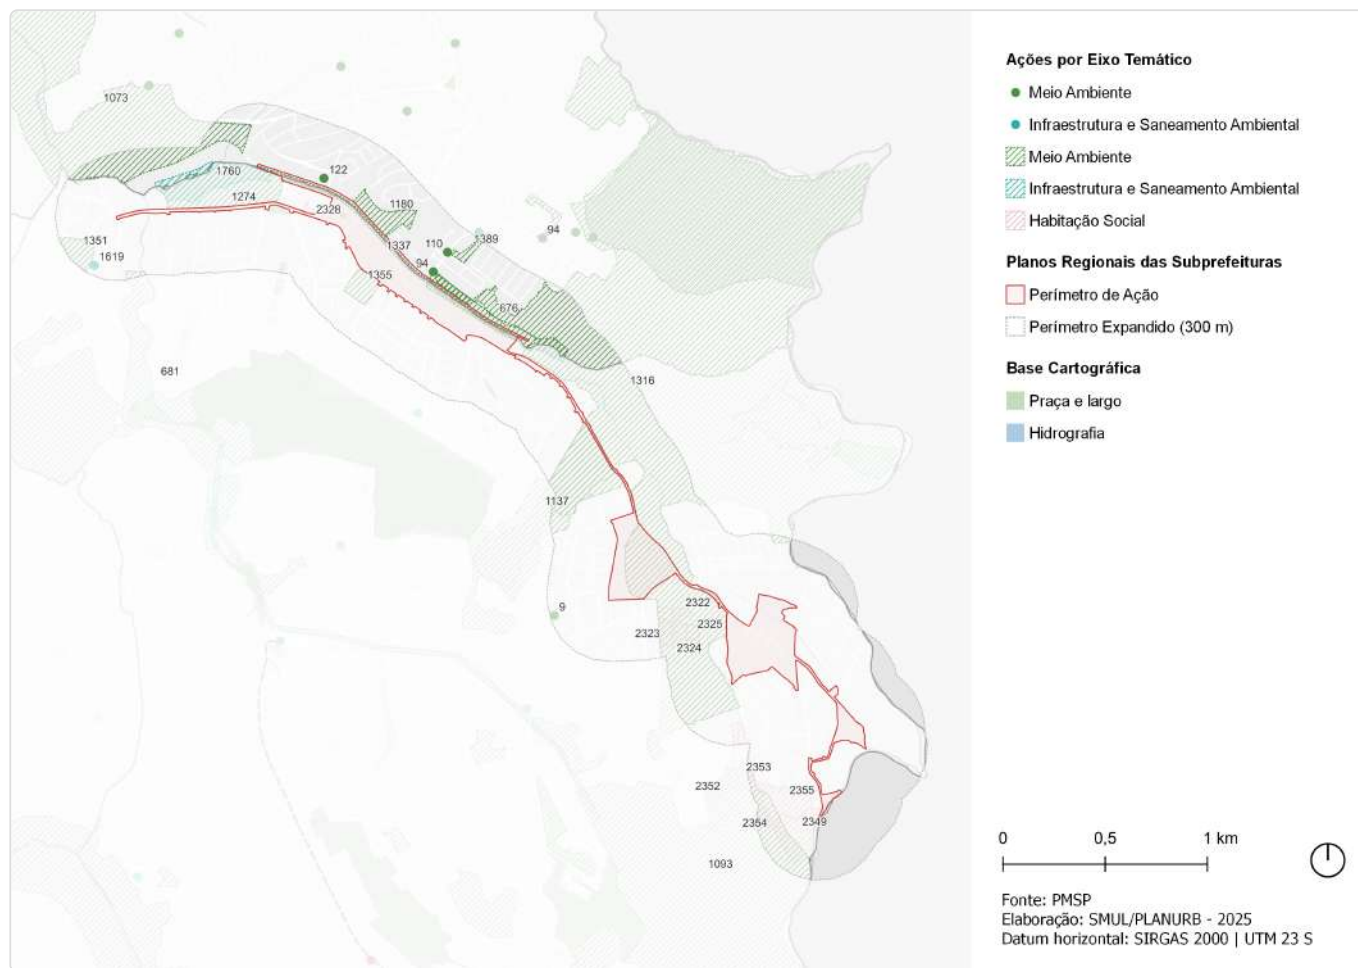 1073
1760
122
1274
2328
1180
1337
110
1389
94
94
1351
1619
1355
676
681
1316
1137
9
2322
2325
2323
2324
2353
2352
2355
2354
2349
1093
Ações por Eixo Temático
Meio Ambiente
Infraestrutura e Saneamento Ambiental
Meio Ambiente
Infraestrutura e Saneamento Ambiental
Habitação Social
Planos Regionais das Subprefeituras
Perímetro de Ação
Perímetro Expandido (300 m)
Base Cartográfica
Praça e largo
Hidrografia
0 0,5 1 km
Fonte: PMSP
Elaboração: SMUL/PLANURB - 2025
Datum horizontal: SIRGAS 2000 | UTM 23 S